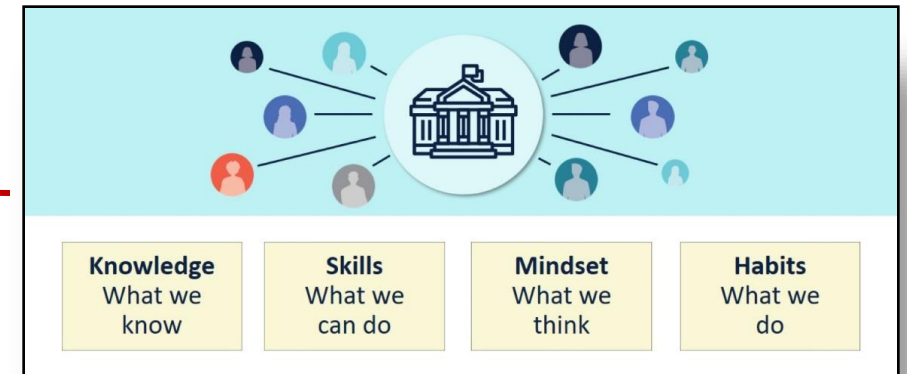 Knowledge
What we
know
Skills
What we
can do
Mindset
What we
think
Habits
What we
do